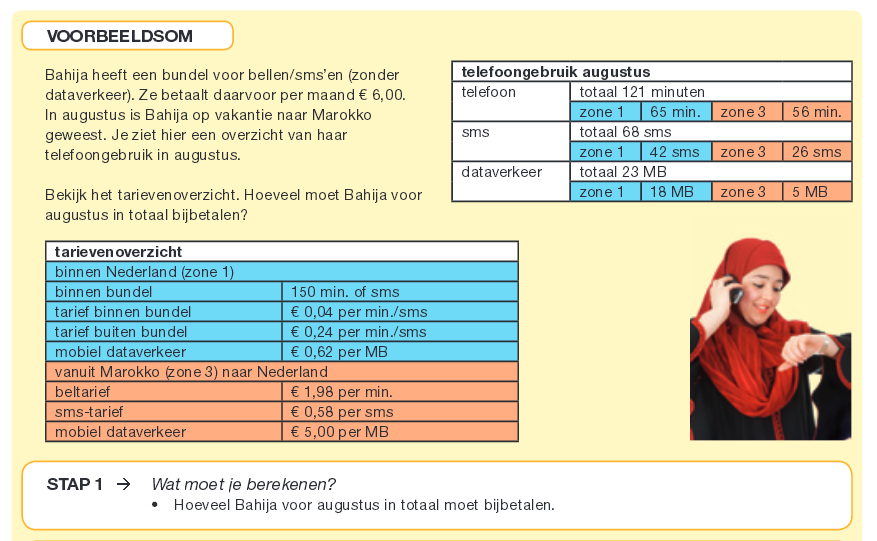 VOORBEELDSOM
Bahija heeft een bundel voor bellen/sms'en (zonder
dataverkeer). Ze betaalt daarvoor per maand € 6,00.
In augustus is Bahija op vakantie naar Marokko
geweest. Je ziet hier een overzicht van haar
telefoongebruik in augustus.
Bekijk het tarievenoverzicht. Hoeveel moet Bahija voor
augustus in totaal bijbetalen?
telefoongebruik augustus
telefoon totaal 121 minuten
zone 1 65 min. zone 3 56 min.
sms totaal 68 sms
zone 1 42 sms zone 3 26 sms
dataverkeer totaal 23 MB
zone 1 18 MB zone 3 5 MB
tarievenoverzicht
binnen Nederland (zone 1)
binnen bundel 150 min. of sms
tarief binnen bundel € 0,04 per min./sms
tarief buiten bundel € 0,24 per min./sms
mobiel dataverkeer € 0,62 per MB
vanuit Marokko (zone 3) naar Nederland
beltarief € 1,98 per min.
sms-tarief € 0,58 per sms
mobiel dataverkeer € 5,00 per MB
STAP 1 → Wat moet je berekenen?
• Hoeveel Bahija voor augustus in totaal moet bijbetalen.